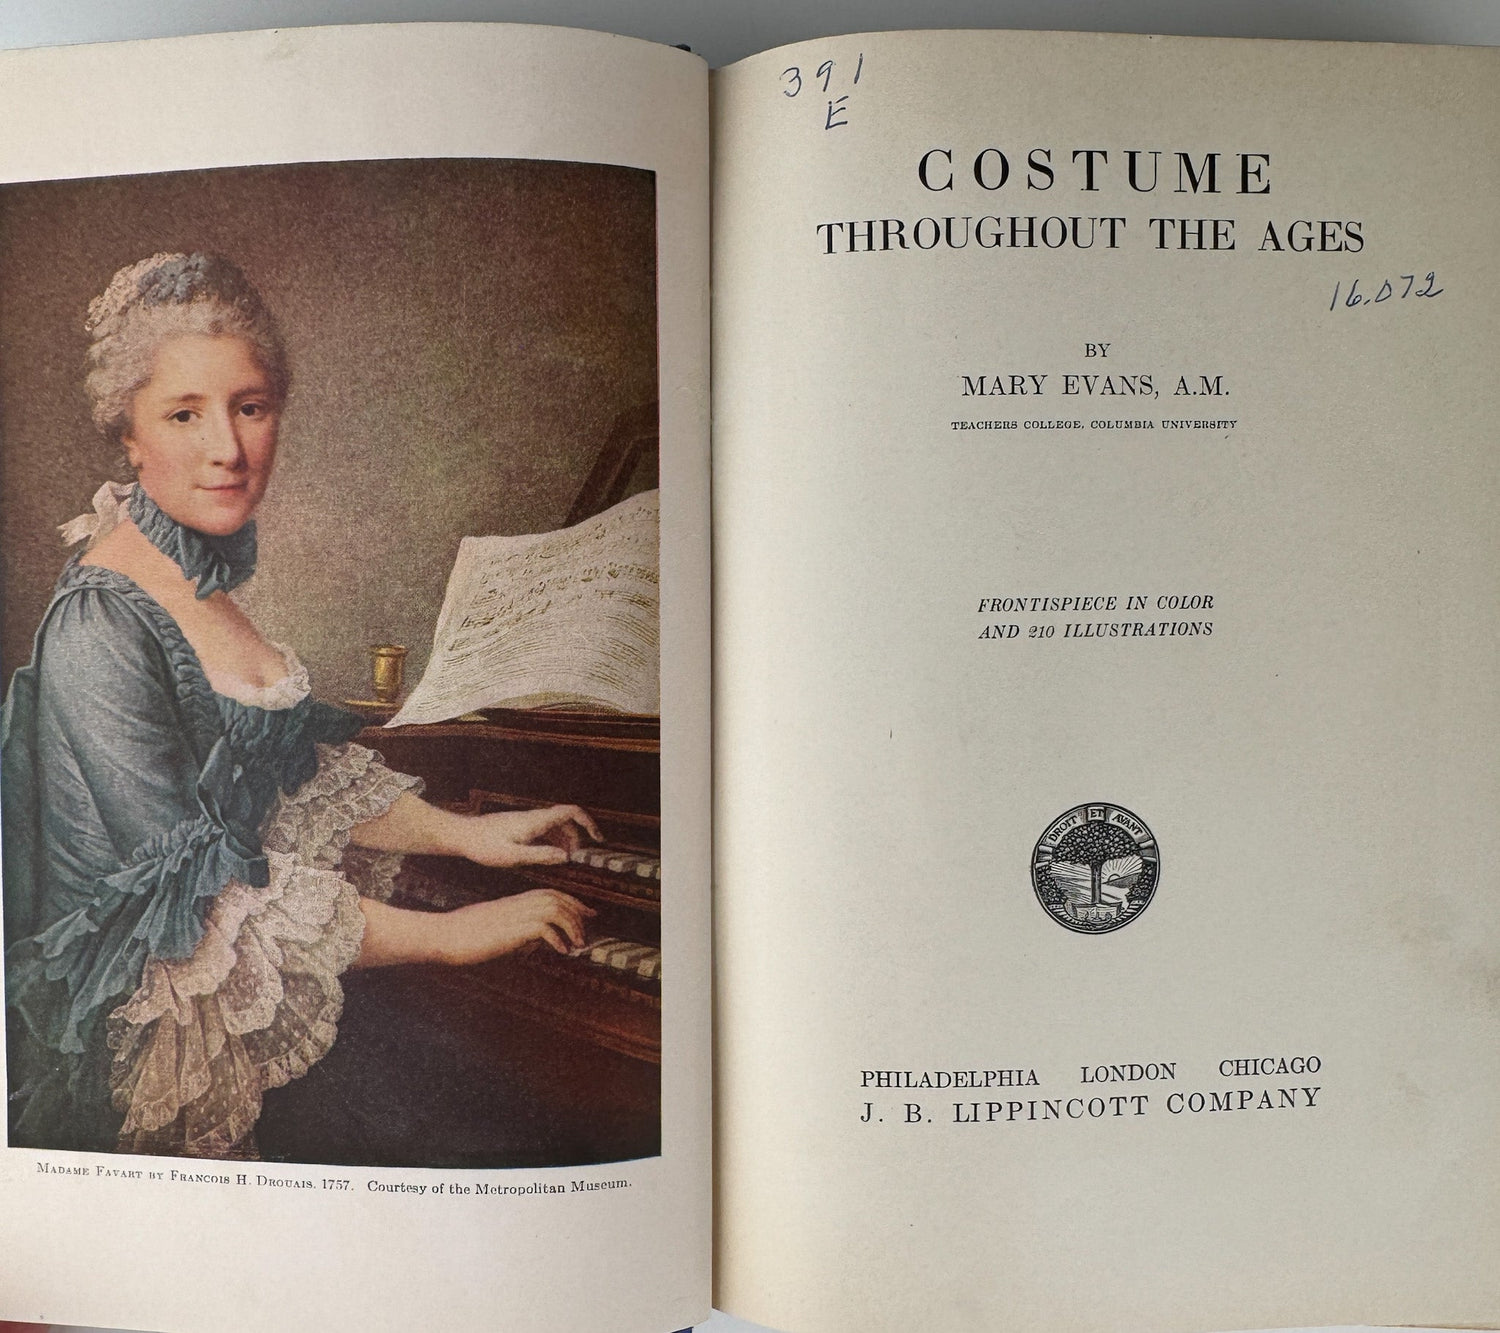 MADAME FAVART BY FRANCOIS H. DROUAIS. 1757. Courtesy of the Metropolitan Museum.
391
E
COSTUME
THROUGHOUT THE AGES
16.072
BY
MARY EVANS, A.M.
TEACHERS COLLEGE, COLUMBIA UNIVERSITY
FRONTISPIECE IN COLOR
AND 210 ILLUSTRATIONS
DROIT ET AVANT
PHILADELPHIA LONDON CHICAGO
J. B. LIPPINCOTT COMPANY